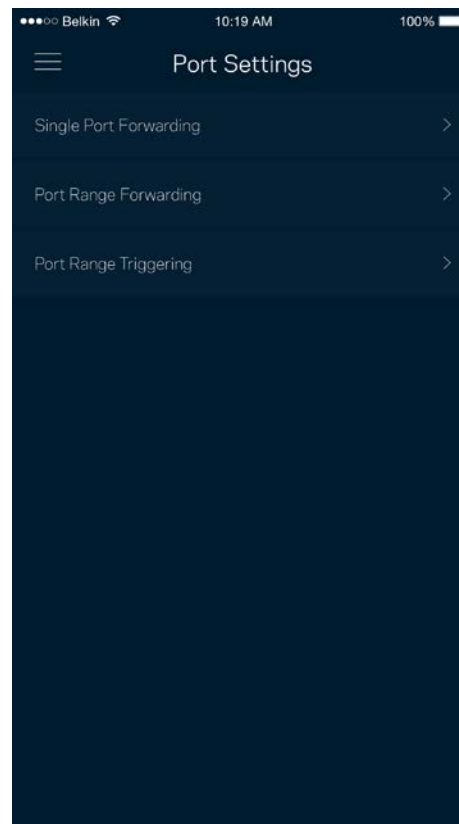 Belkin 10:19 AM 100%
Port Settings
Single Port Forwarding
Port Range Forwarding
Port Range Triggering